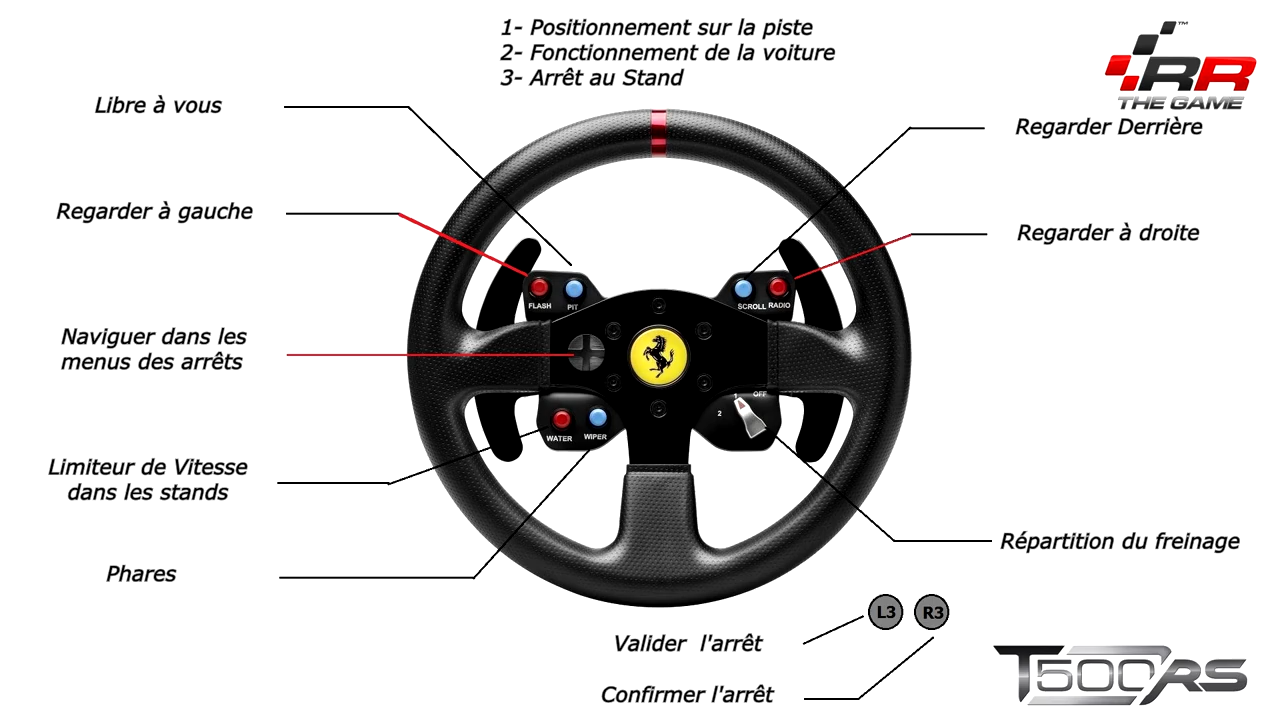 1- Positionnement sur la piste
2- Fonctionnement de la voiture
3- Arrêt au Stand
™
RR
THE GAME
Libre à vous
Regarder Derrière
Regarder à gauche
Regarder à droite
FLASH
PIT
SCROLL
RADIO
Naviguer dans les
menus des arrêts
OFF
1
2
WATER
WIPER
Limiteur de Vitesse
dans les stands
Répartition du freinage
Phares
L3
R3
Valider l'arrêt
Confirmer l'arrêt
T500RS